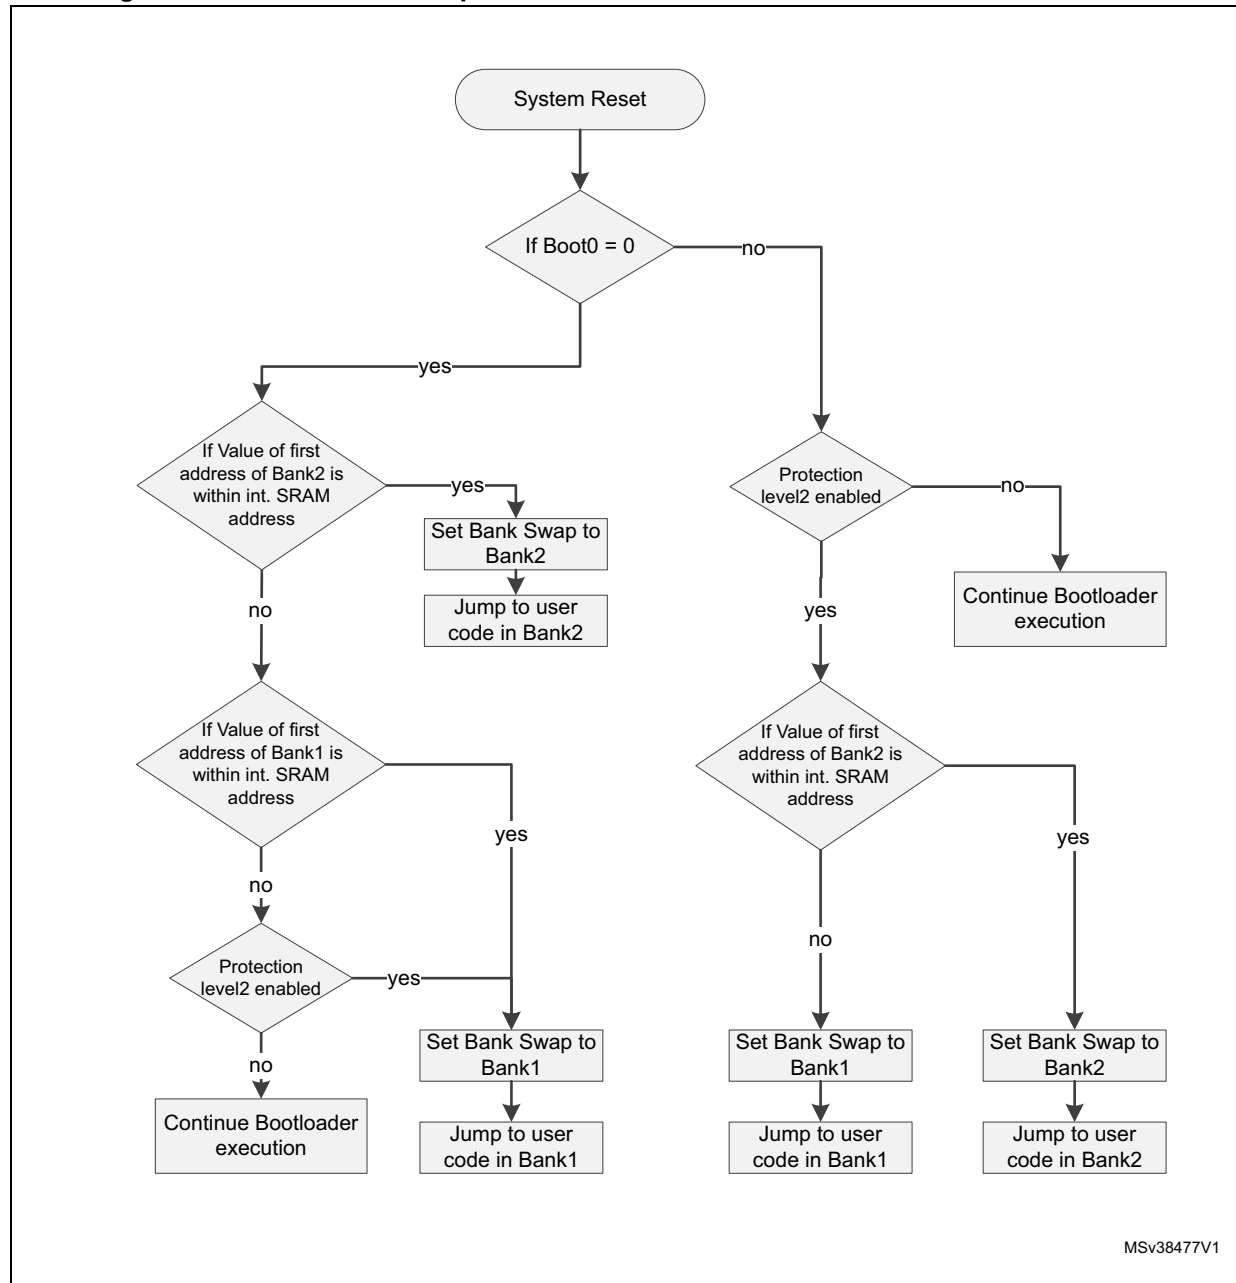 System Reset
If Boot0 = 0
no
yes
If Value of first
address of Bank2 is
within int. SRAM
address
yes
Set Bank Swap to
Bank2
Jump to user
code in Bank2
no
Protection
level2 enabled
no
Continue Bootloader
execution
yes
If Value of first
address of Bank1 is
within int. SRAM
address
yes
no
Protection
level2 enabled
yes
no
Continue Bootloader
execution
Set Bank Swap to
Bank1
Jump to user
code in Bank1
If Value of first
address of Bank2 is
within int. SRAM
address
yes
no
Set Bank Swap to
Bank1
Jump to user
code in Bank1
Set Bank Swap to
Bank2
Jump to user
code in Bank2
MSv38477V1